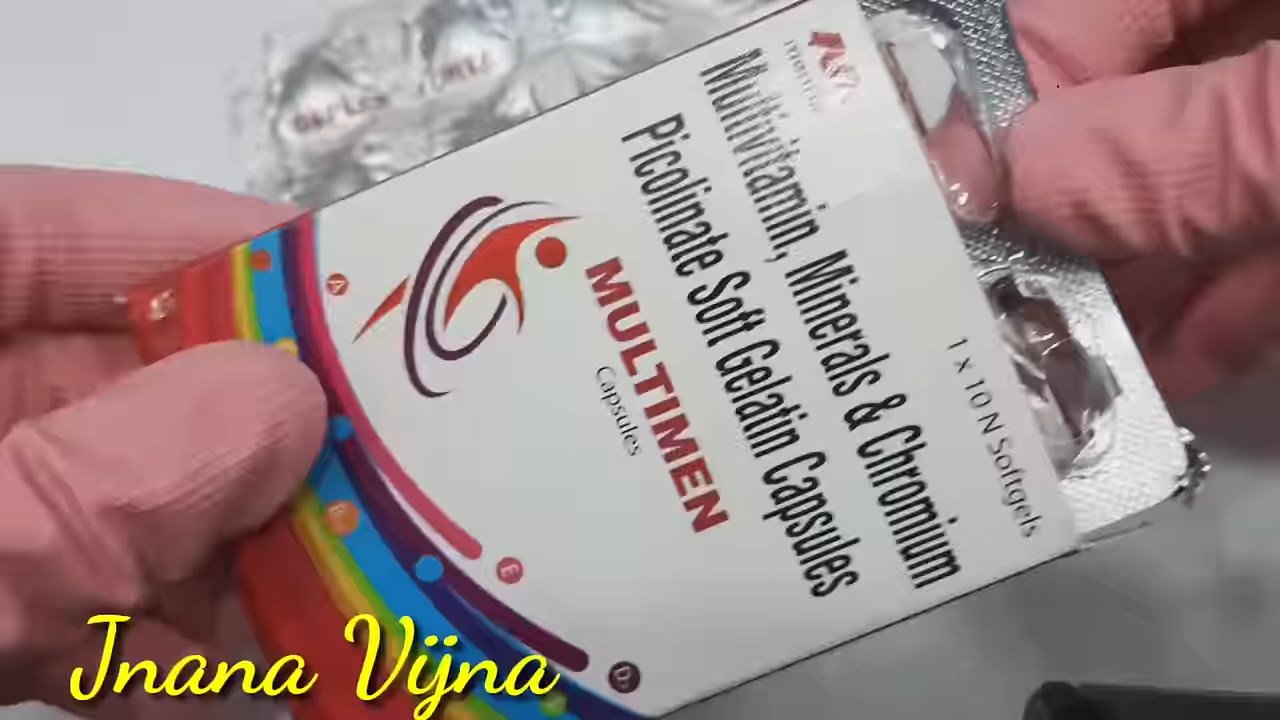 Multivitamin, Minerals & Chromium
Picolinate Soft Gelatin Capsules
1 x 10 N Softgels
MULTIMEN
Capsules
A
E
Jnana Vijna